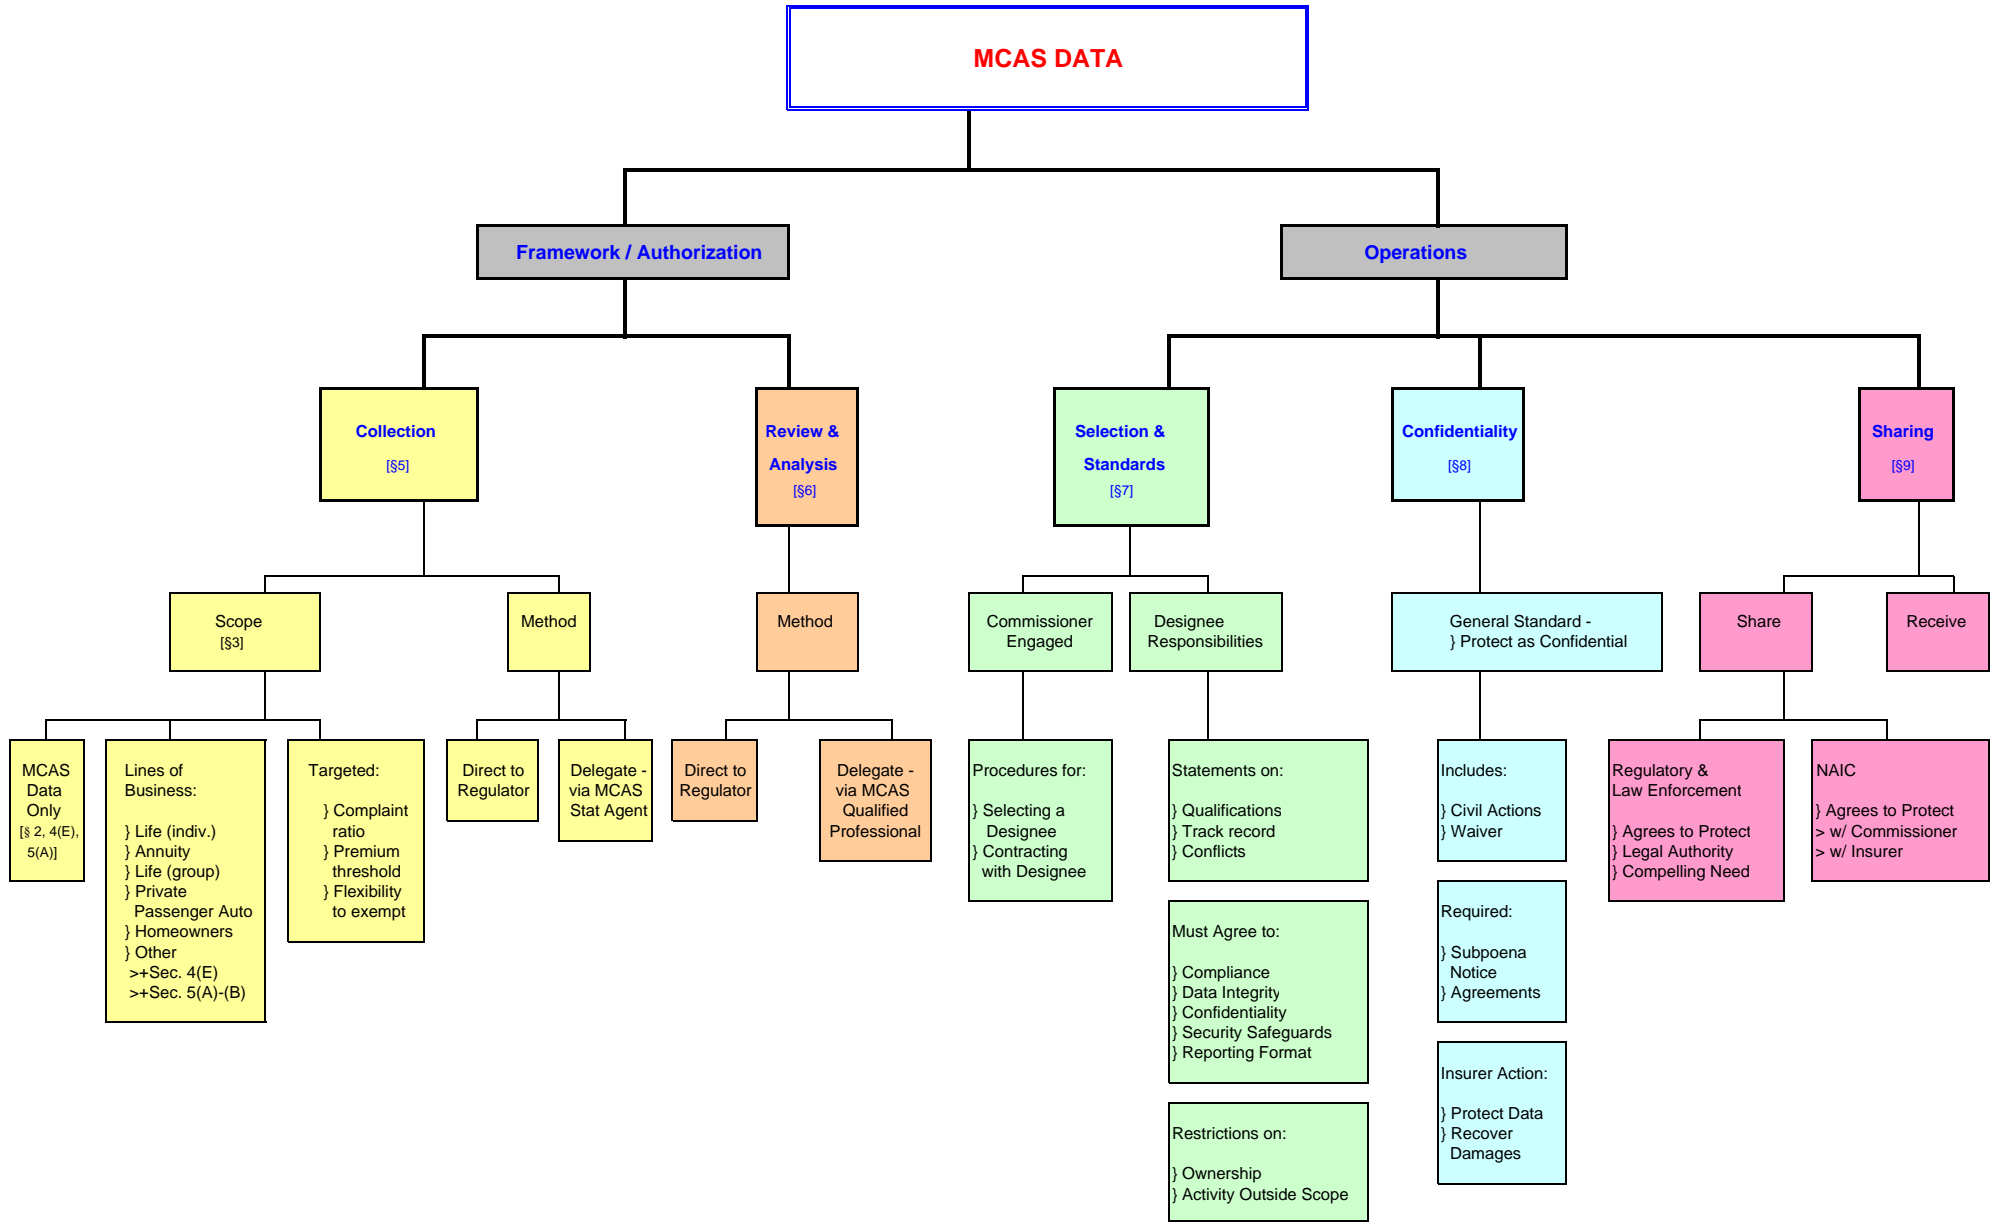 MCAS DATA
Framework / Authorization
Operations
Collection
[§5]
Review &
Analysis
[§6]
Selection &
Standards
[§7]
Confidentiality
[§8]
Sharing
[§9]
Scope
[§3]
Method
Method
Commissioner
Engaged
Designee
Responsibilities
General Standard -
} Protect as Confidential
Share
Receive
MCAS
Data
Only
[§ 2, 4(E),
5(A)]
Lines of
Business:
} Life (indiv.)
} Annuity
} Life (group)
} Private
Passenger Auto
} Homeowners
} Other
>+Sec. 4(E)
>+Sec. 5(A)-(B)
Targeted:
} Complaint
ratio
} Premium
threshold
} Flexibility
to exempt
Direct to
Regulator
Delegate -
via MCAS
Stat Agent
Direct to
Regulator
Delegate -
via MCAS
Qualified
Professional
Procedures for:
} Selecting a
Designee
} Contracting
with Designee
Statements on:
} Qualifications
} Track record
} Conflicts
Must Agree to:
} Compliance
} Data Integrity
} Confidentiality
} Security Safeguards
} Reporting Format
Restrictions on:
} Ownership
} Activity Outside Scope
Includes:
} Civil Actions
} Waiver
Required:
} Subpoena
Notice
} Agreements
Insurer Action:
} Protect Data
} Recover
Damages
Regulatory &
Law Enforcement
} Agrees to Protect
} Legal Authority
} Compelling Need
NAIC
} Agrees to Protect
> w/ Commissioner
> w/ Insurer